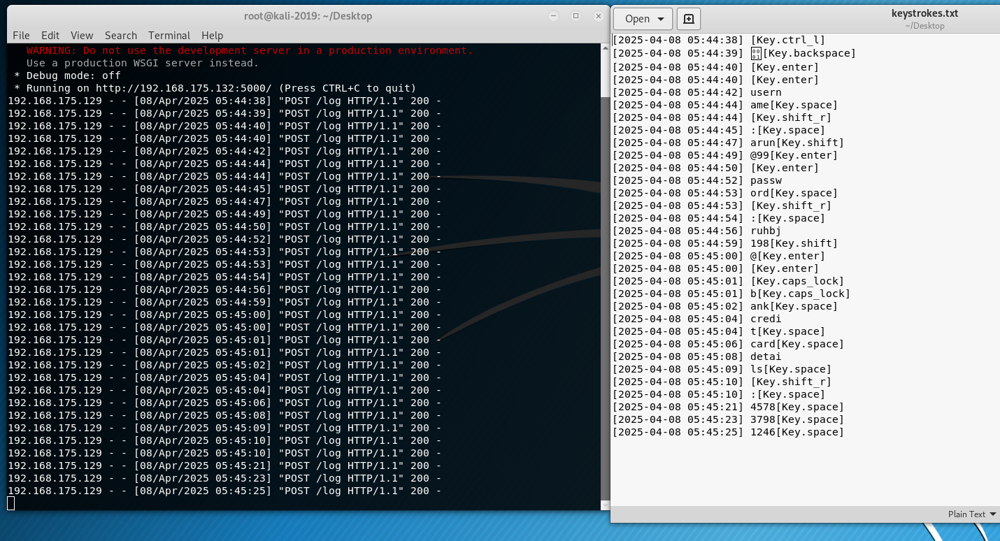 root@kali-2019: ~/Desktop
File Edit View Search Terminal Help
WARNING: Do not use the development server in a production environment.
Use a production WSGI server instead.
* Debug mode: off
* Running on http://192.168.175.132:5000/ (Press CTRL+C to quit)
192.168.175.129 - - [08/Apr/2025 05:44:38] "POST /log HTTP/1.1" 200 -
192.168.175.129 - - [08/Apr/2025 05:44:39] "POST /log HTTP/1.1" 200 -
192.168.175.129 - - [08/Apr/2025 05:44:40] "POST /log HTTP/1.1" 200 -
192.168.175.129 - - [08/Apr/2025 05:44:40] "POST /log HTTP/1.1" 200 -
192.168.175.129 - - [08/Apr/2025 05:44:42] "POST /log HTTP/1.1" 200 -
192.168.175.129 - - [08/Apr/2025 05:44:44] "POST /log HTTP/1.1" 200 -
192.168.175.129 - - [08/Apr/2025 05:44:44] "POST /log HTTP/1.1" 200 -
192.168.175.129 - - [08/Apr/2025 05:44:45] "POST /log HTTP/1.1" 200 -
192.168.175.129 - - [08/Apr/2025 05:44:47] "POST /log HTTP/1.1" 200 -
192.168.175.129 - - [08/Apr/2025 05:44:49] "POST /log HTTP/1.1" 200 -
192.168.175.129 - - [08/Apr/2025 05:44:50] "POST /log HTTP/1.1" 200 -
192.168.175.129 - - [08/Apr/2025 05:44:52] "POST /log HTTP/1.1" 200 -
192.168.175.129 - - [08/Apr/2025 05:44:53] "POST /log HTTP/1.1" 200 -
192.168.175.129 - - [08/Apr/2025 05:44:53] "POST /log HTTP/1.1" 200 -
192.168.175.129 - - [08/Apr/2025 05:44:54] "POST /log HTTP/1.1" 200 -
192.168.175.129 - - [08/Apr/2025 05:44:56] "POST /log HTTP/1.1" 200 -
192.168.175.129 - - [08/Apr/2025 05:44:59] "POST /log HTTP/1.1" 200 -
192.168.175.129 - - [08/Apr/2025 05:45:00] "POST /log HTTP/1.1" 200 -
192.168.175.129 - - [08/Apr/2025 05:45:00] "POST /log HTTP/1.1" 200 -
192.168.175.129 - - [08/Apr/2025 05:45:01] "POST /log HTTP/1.1" 200 -
192.168.175.129 - - [08/Apr/2025 05:45:01] "POST /log HTTP/1.1" 200 -
192.168.175.129 - - [08/Apr/2025 05:45:02] "POST /log HTTP/1.1" 200 -
192.168.175.129 - - [08/Apr/2025 05:45:04] "POST /log HTTP/1.1" 200 -
192.168.175.129 - - [08/Apr/2025 05:45:04] "POST /log HTTP/1.1" 200 -
192.168.175.129 - - [08/Apr/2025 05:45:06] "POST /log HTTP/1.1" 200 -
192.168.175.129 - - [08/Apr/2025 05:45:08] "POST /log HTTP/1.1" 200 -
192.168.175.129 - - [08/Apr/2025 05:45:09] "POST /log HTTP/1.1" 200 -
192.168.175.129 - - [08/Apr/2025 05:45:10] "POST /log HTTP/1.1" 200 -
192.168.175.129 - - [08/Apr/2025 05:45:10] "POST /log HTTP/1.1" 200 -
192.168.175.129 - - [08/Apr/2025 05:45:21] "POST /log HTTP/1.1" 200 -
192.168.175.129 - - [08/Apr/2025 05:45:23] "POST /log HTTP/1.1" 200 -
192.168.175.129 - - [08/Apr/2025 05:45:25] "POST /log HTTP/1.1" 200 -
Open
keystrokes.txt
~/Desktop
[2025-04-08 05:44:38] [Key.ctrl_l]
[2025-04-08 05:44:39] [Key.backspace]
[2025-04-08 05:44:40] [Key.enter]
[2025-04-08 05:44:40] [Key.enter]
[2025-04-08 05:44:42] usern
[2025-04-08 05:44:44] ame[Key.space]
[2025-04-08 05:44:44] [Key.shift_r]
[2025-04-08 05:44:45] :[Key.space]
[2025-04-08 05:44:47] arun[Key.shift]
[2025-04-08 05:44:49] @99[Key.enter]
[2025-04-08 05:44:50] [Key.enter]
[2025-04-08 05:44:52] passw
[2025-04-08 05:44:53] ord[Key.space]
[2025-04-08 05:44:53] [Key.shift_r]
[2025-04-08 05:44:54] :[Key.space]
[2025-04-08 05:44:56] ruhbj
[2025-04-08 05:44:59] 198[Key.shift]
[2025-04-08 05:45:00] @[Key.enter]
[2025-04-08 05:45:00] [Key.enter]
[2025-04-08 05:45:01] [Key.caps_lock]
[2025-04-08 05:45:01] b[Key.caps_lock]
[2025-04-08 05:45:02] ank[Key.space]
[2025-04-08 05:45:04] credi
[2025-04-08 05:45:04] t[Key.space]
[2025-04-08 05:45:06] card[Key.space]
[2025-04-08 05:45:08] detai
[2025-04-08 05:45:09] ls[Key.space]
[2025-04-08 05:45:10] [Key.shift_r]
[2025-04-08 05:45:10] :[Key.space]
[2025-04-08 05:45:21] 4578[Key.space]
[2025-04-08 05:45:23] 3798[Key.space]
[2025-04-08 05:45:25] 1246[Key.space]
Plain Text